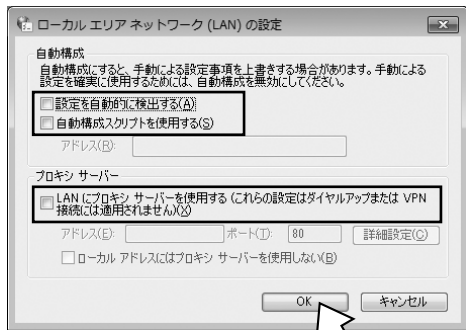 ローカル エリア ネットワーク (LAN) の設定
自動構成
自動構成にすると、手動による設定事項を上書きする場合があります。手動による
設定を確実に使用するためには、自動構成を無効にしてください。
設定を自動的に検出する(A)
自動構成スクリプトを使用する(S)
アドレス(R):
プロキシ サーバー
LAN にプロキシ サーバーを使用する (これらの設定はダイヤルアップまたは VPN
接続には適用されません)(X)
アドレス(E): ポート(T): 80 詳細設定(C)
ローカル アドレスにはプロキシ サーバーを使用しない(B)
OK キャンセル